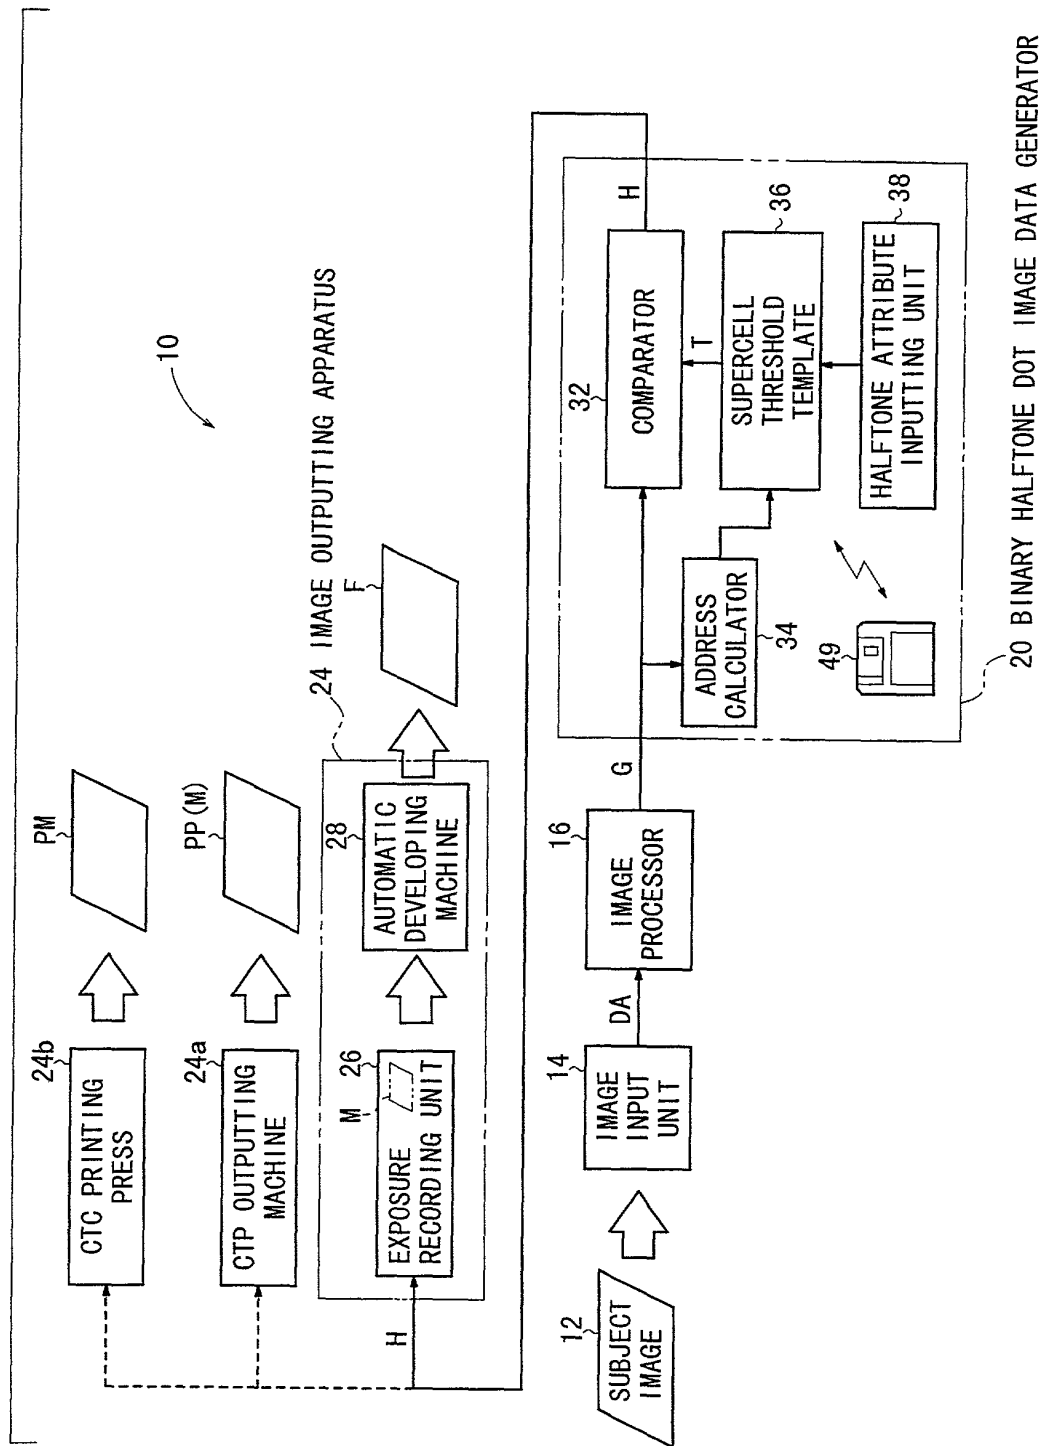 10
24b
CTC PRINTING
PRESS
PM
24a
CTP OUTPUTTING
MACHINE
PP(M)
24 IMAGE OUTPUTTING APPARATUS
M
26
EXPOSURE
RECORDING UNIT
28
AUTOMATIC
DEVELOPING
MACHINE
F
H
12
SUBJECT
IMAGE
14
IMAGE
INPUT
UNIT
DA
16
IMAGE
PROCESSOR
G
32
COMPARATOR
H
T
ADDRESS
CALCULATOR
34
SUPERCELL
THRESHOLD
TEMPLATE
36
49
HALFTONE ATTRIBUTE
INPUTTING UNIT
38
20 BINARY HALFTONE DOT IMAGE DATA GENERATOR